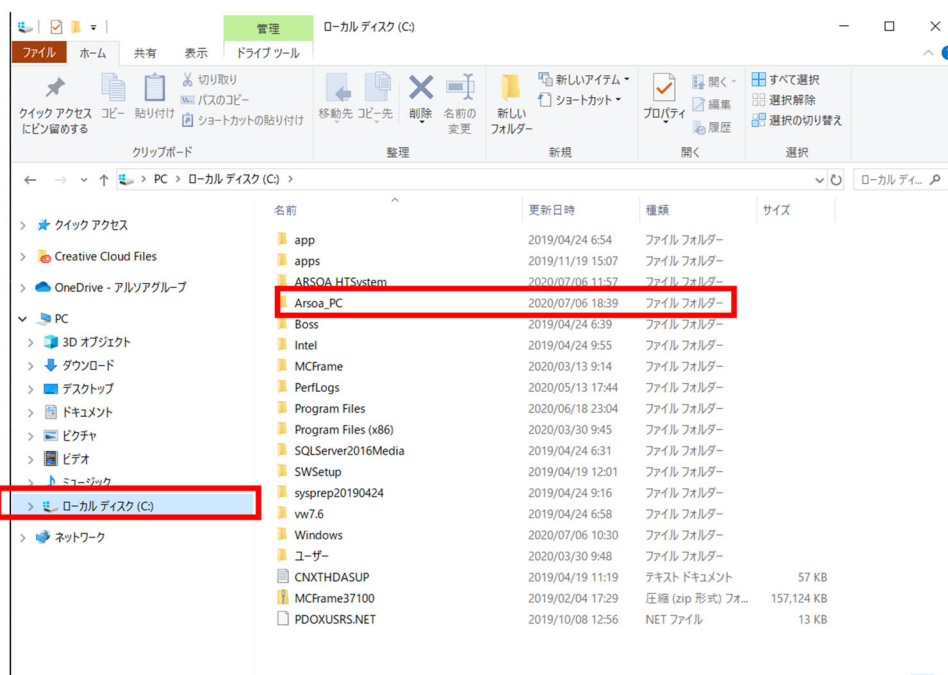 管理
ローカル ディスク (C:)
ファイル
ホーム
共有
表示
ドライブ ツール
クイック アクセス
にピン留めする
コピー
貼り付け
切り取り
パスのコピー
ショートカットの貼り付け
移動先
コピー先
削除
名前の
変更
新しい
フォルダー
新しいアイテム
ショートカット
プロパティ
開く
編集
履歴
すべて選択
選択解除
選択の切り替え
クリップボード
整理
新規
開く
選択
PC > ローカル ディスク (C:) >
ローカル ディ...
名前 更新日時 種類 サイズ
クイック アクセス
Creative Cloud Files
OneDrive - アルソアグループ
PC
3D オブジェクト
ダウンロード
デスクトップ
ドキュメント
ピクチャ
ビデオ
ミュージック
ローカル ディスク (C:)
ネットワーク
app 2019/04/24 6:54 ファイル フォルダー
apps 2019/11/19 15:07 ファイル フォルダー
ARSOA HTSystem 2020/07/06 11:57 ファイル フォルダー
Arsoa_PC 2020/07/06 18:39 ファイル フォルダー
Boss 2019/04/24 6:39 ファイル フォルダー
Intel 2019/04/24 9:55 ファイル フォルダー
MCFrame 2020/03/13 9:14 ファイル フォルダー
PerfLogs 2020/05/13 17:44 ファイル フォルダー
Program Files 2020/06/18 23:04 ファイル フォルダー
Program Files (x86) 2020/03/30 9:45 ファイル フォルダー
SQLServer2016Media 2019/04/24 6:31 ファイル フォルダー
SWSetup 2019/04/19 12:01 ファイル フォルダー
sysprep20190424 2019/04/24 9:16 ファイル フォルダー
vw7.6 2019/04/24 6:58 ファイル フォルダー
Windows 2020/07/06 10:30 ファイル フォルダー
ユーザー 2020/03/30 9:48 ファイル フォルダー
CNXTHDASUP 2019/04/19 11:19 テキスト ドキュメント 57 KB
MCFrame37100 2019/02/04 17:29 圧縮 (zip 形式) フォ... 157,124 KB
PDOXUSRS.NET 2019/10/08 12:56 NET ファイル 13 KB